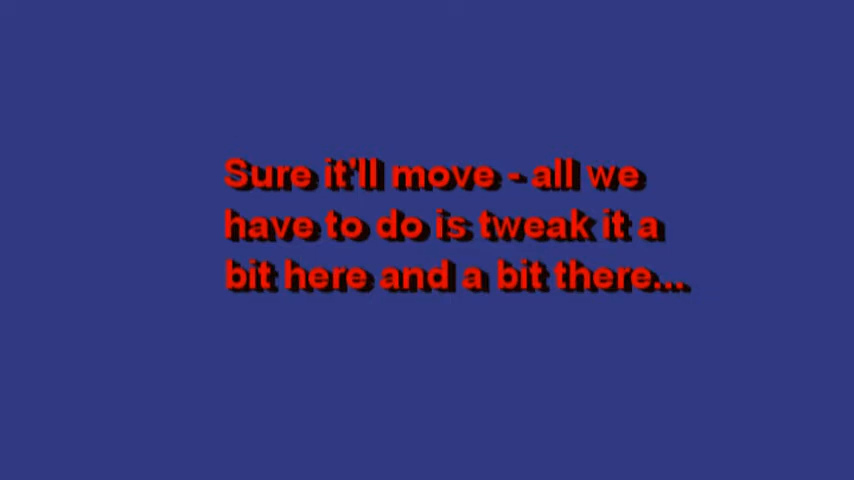 Sure it'll move - all we
have to do is tweak it a
bit here and a bit there...